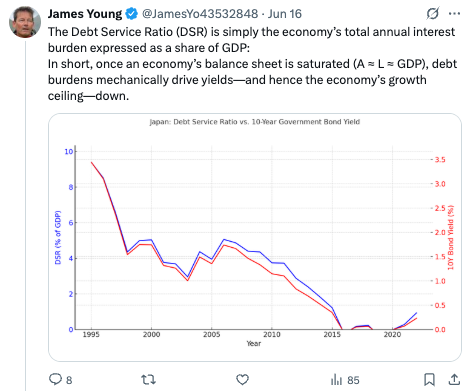 James Young @JamesYo43532848 · Jun 16
The Debt Service Ratio (DSR) is simply the economy's total annual interest
burden expressed as a share of GDP:
In short, once an economy's balance sheet is saturated (A ≈ L ≈ GDP), debt
burdens mechanically drive yields—and hence the economy's growth
ceiling—down.
Japan: Debt Service Ratio vs. 10-Year Government Bond Yield
DSR (% of GDP)
10
8
6
4
2
0
3.5
3.0
2.5
2.0
1.5
1.0
0.5
0.0
10Y Bond Yield (%)
1995 2000 2005 2010 2015 2020
Year
8 85